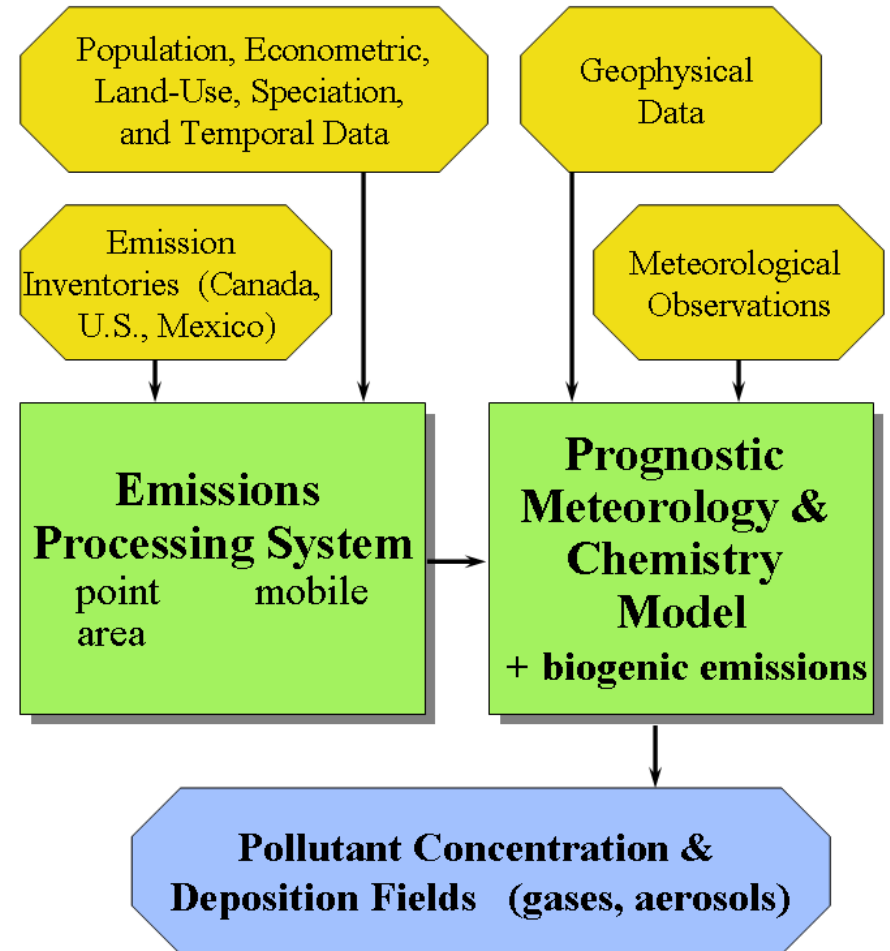 Population, Econometric,
Land-Use, Speciation,
and Temporal Data
Geophysical
Data
Emission
Inventories (Canada,
U.S., Mexico)
Meteorological
Observations
Emissions
Processing System
point mobile
area
Prognostic
Meteorology &
Chemistry
Model
+ biogenic emissions
Pollutant Concentration &
Deposition Fields (gases, aerosols)